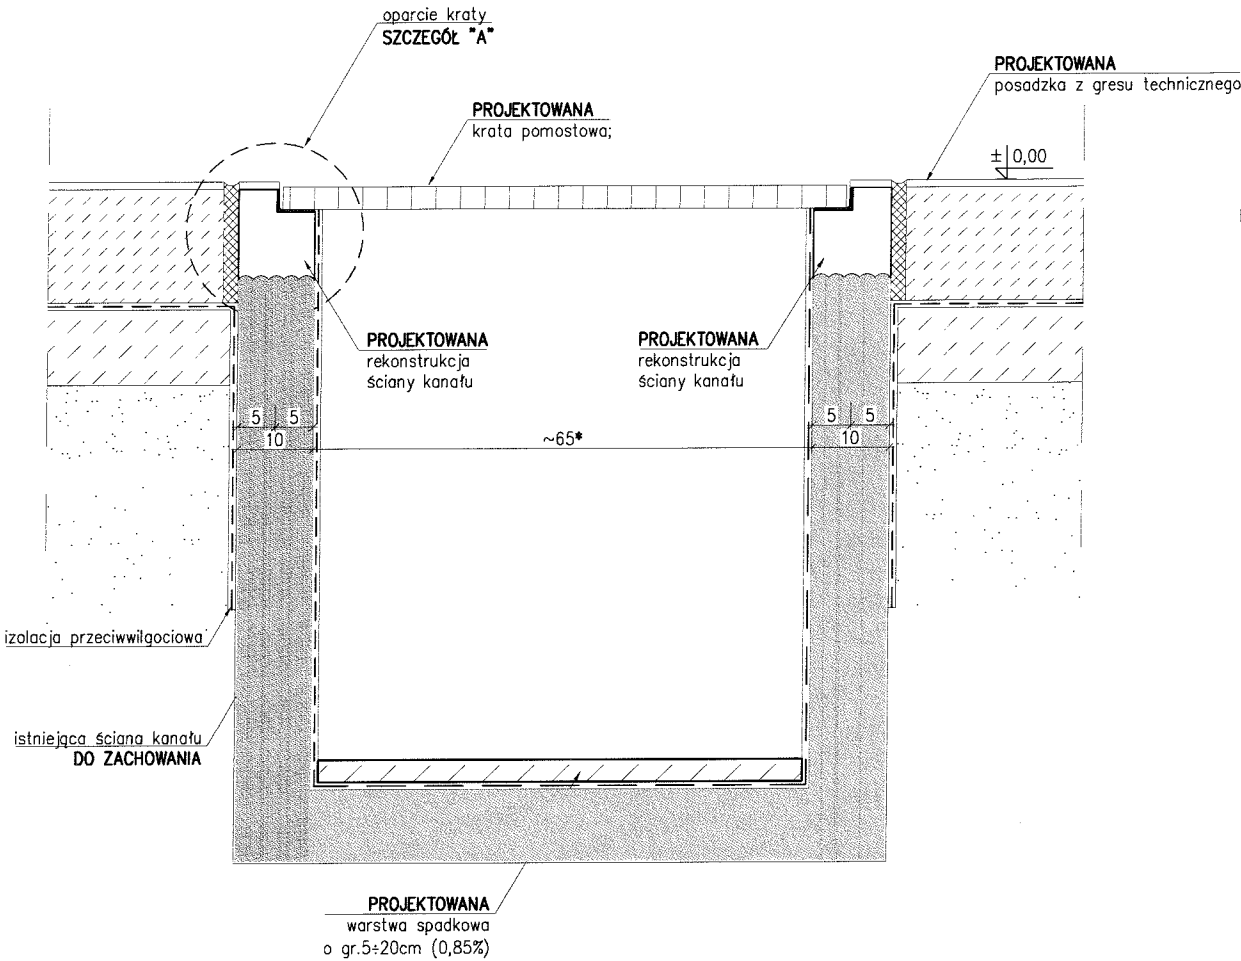 oparcie kraty
SZCZEGÓŁ "A"
PROJEKTOWANA
posadzka z gresu technicznego
PROJEKTOWANA
krata pomostowa;
± 0,00
PROJEKTOWANA
rekonstrukcja
ściany kanału
PROJEKTOWANA
rekonstrukcja
ściany kanału
5 5
10
~65*
5 5
10
izolacja przeciwwilgociowa
istniejąca ściana kanału
DO ZACHOWANIA
PROJEKTOWANA
warstwa spadkowa
o gr.5÷20cm (0,85%)